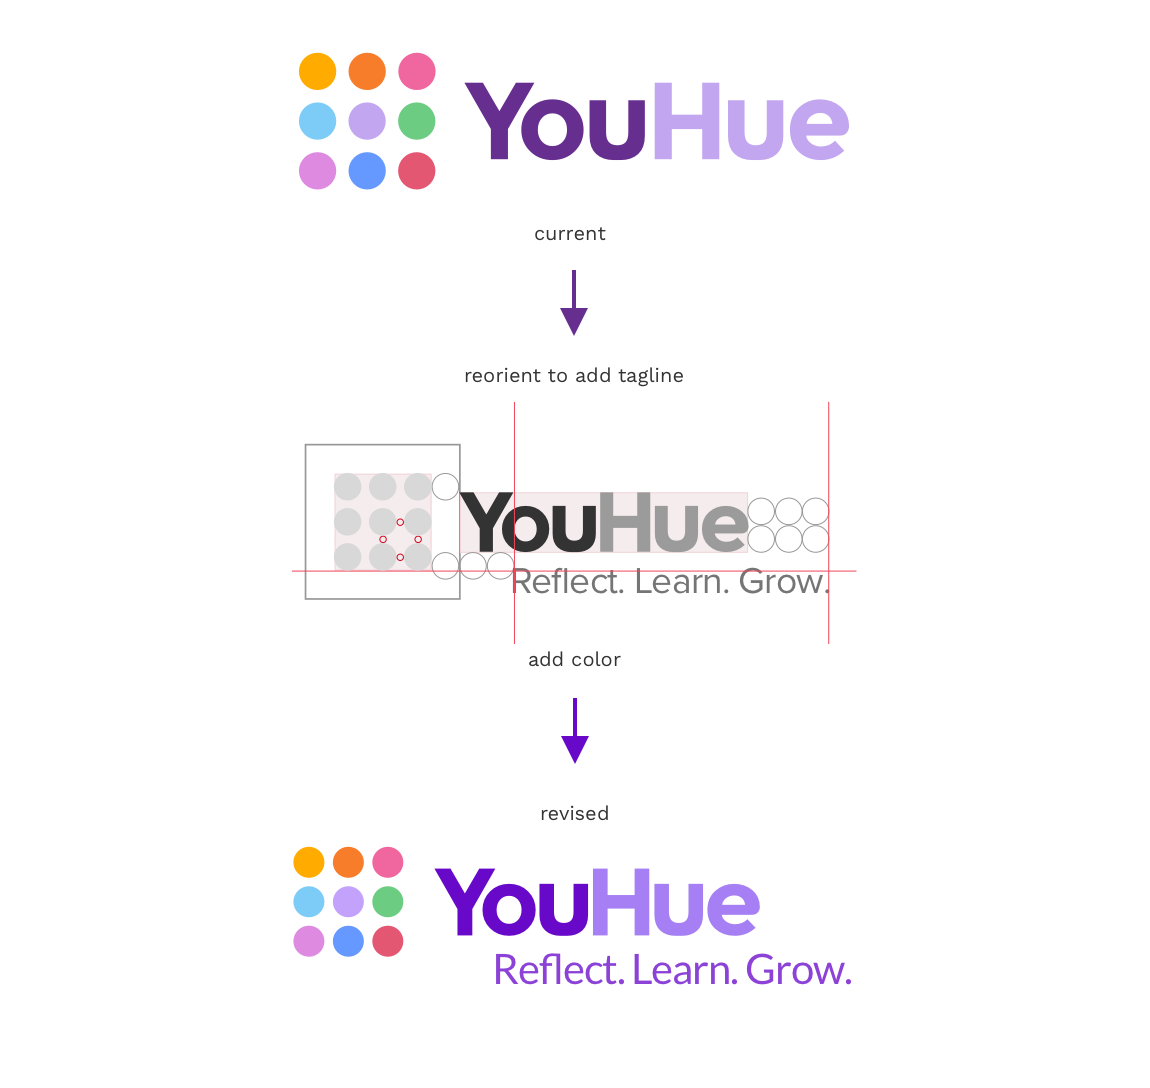 YouHue
current
reorient to add tagline
YouHue
Reflect. Learn. Grow.
add color
revised
YouHue
Reflect. Learn. Grow.